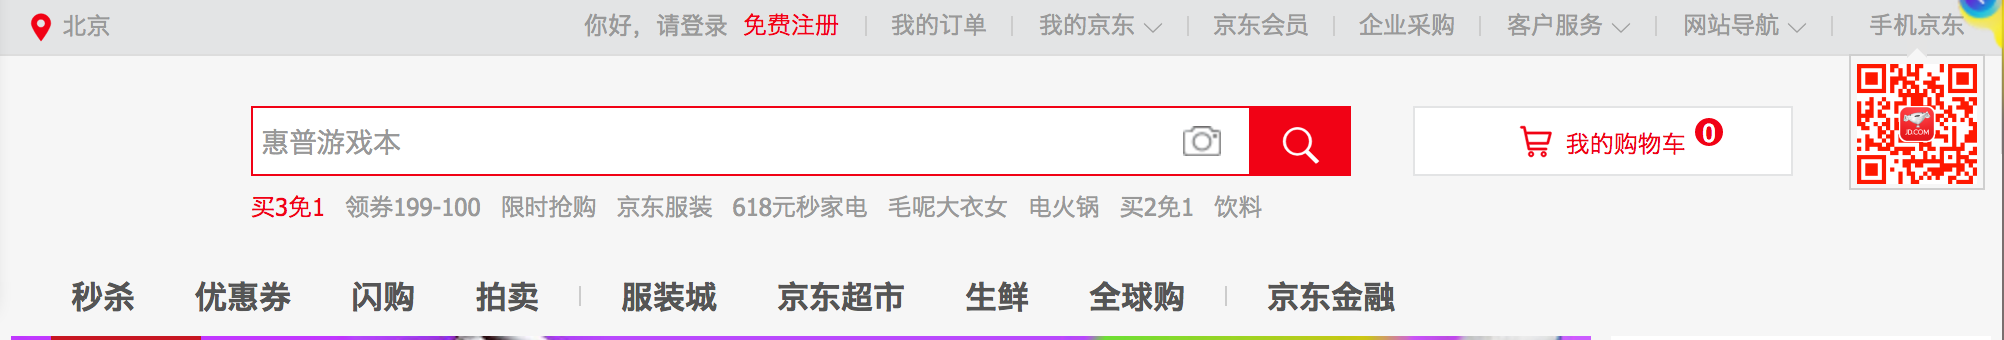 北京 你好，请登录 免费注册 我的订单 我的京东 京东会员 企业采购 客户服务 网站导航 手机京东
惠普游戏本 我的购物车 0
JD.COM
买3免1 领券199-100 限时抢购 京东服装 618元秒家电 毛呢大衣女 电火锅 买2免1 饮料
秒杀 优惠券 闪购 拍卖 服装城 京东超市 生鲜 全球购 京东金融